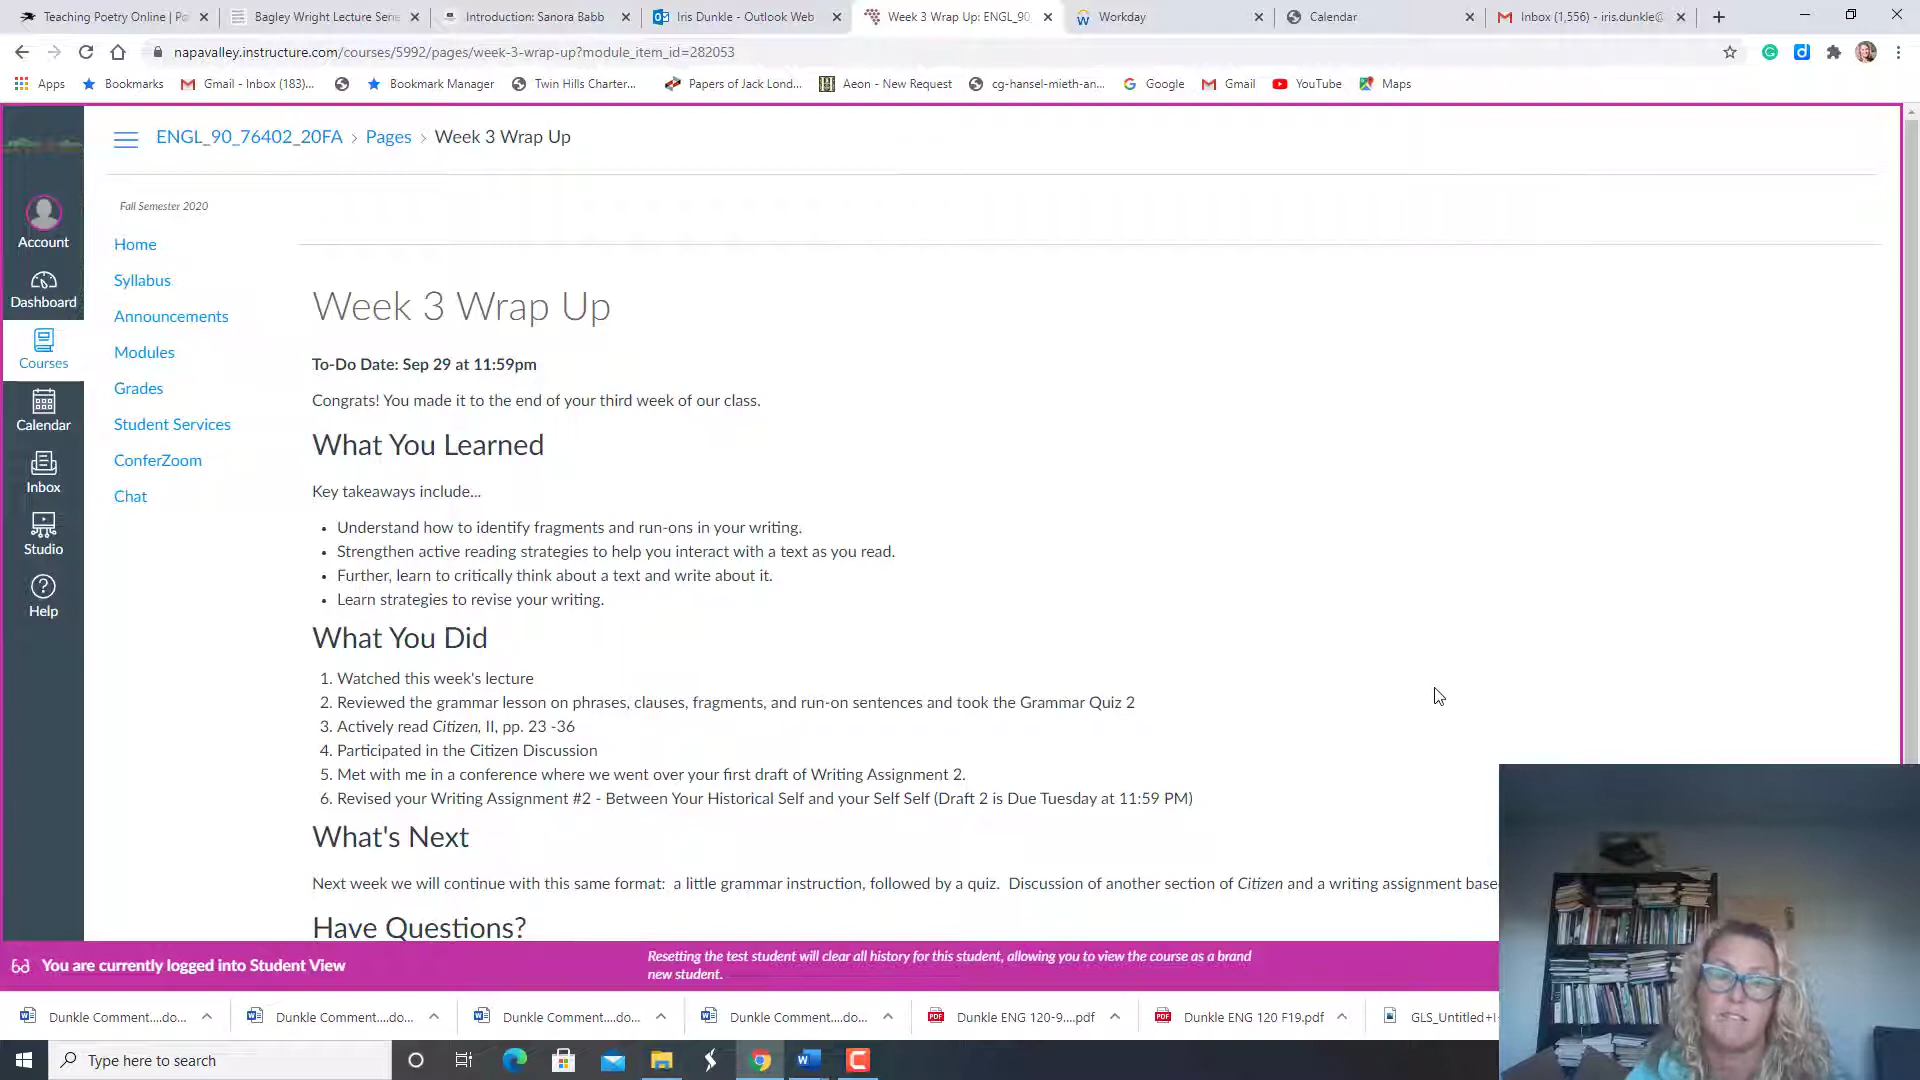 Teaching Poetry Online | Po
Bagley Wright Lecture Serie
Introduction: Sanora Babb
Iris Dunkle - Outlook Web
Week 3 Wrap Up: ENGL_90_
Workday
Calendar
Inbox (1,556) - iris.dunkle@
napavalley.instructure.com/courses/5992/pages/week-3-wrap-up?module_item_id=282053
Apps
Bookmarks
Gmail - Inbox (183)...
Bookmark Manager
Twin Hills Charter...
Papers of Jack Lond...
Aeon - New Request
cg-hansel-mieth-an...
Google
Gmail
YouTube
Maps
ENGL_90_76402_20FA > Pages > Week 3 Wrap Up
Fall Semester 2020
Account
Dashboard
Courses
Calendar
Inbox
Studio
Help
Home
Syllabus
Announcements
Modules
Grades
Student Services
ConferZoom
Chat
Week 3 Wrap Up
To-Do Date: Sep 29 at 11:59pm
Congrats! You made it to the end of your third week of our class.
What You Learned
Key takeaways include...
• Understand how to identify fragments and run-ons in your writing.
• Strengthen active reading strategies to help you interact with a text as you read.
• Further, learn to critically think about a text and write about it.
• Learn strategies to revise your writing.
What You Did
1. Watched this week's lecture
2. Reviewed the grammar lesson on phrases, clauses, fragments, and run-on sentences and took the Grammar Quiz 2
3. Actively read Citizen, II, pp. 23 -36
4. Participated in the Citizen Discussion
5. Met with me in a conference where we went over your first draft of Writing Assignment 2.
6. Revised your Writing Assignment #2 - Between Your Historical Self and your Self Self (Draft 2 is Due Tuesday at 11:59 PM)
What's Next
Next week we will continue with this same format: a little grammar instruction, followed by a quiz. Discussion of another section of Citizen and a writing assignment base
Have Questions?
You are currently logged into Student View
Resetting the test student will clear all history for this student, allowing you to view the course as a brand
new student.
Dunkle Comment....do...
Dunkle Comment....do...
Dunkle Comment....do...
Dunkle Comment....do...
Dunkle ENG 120-9....pdf
Dunkle ENG 120 F19.pdf
GLS_Untitled+I
Type here to search